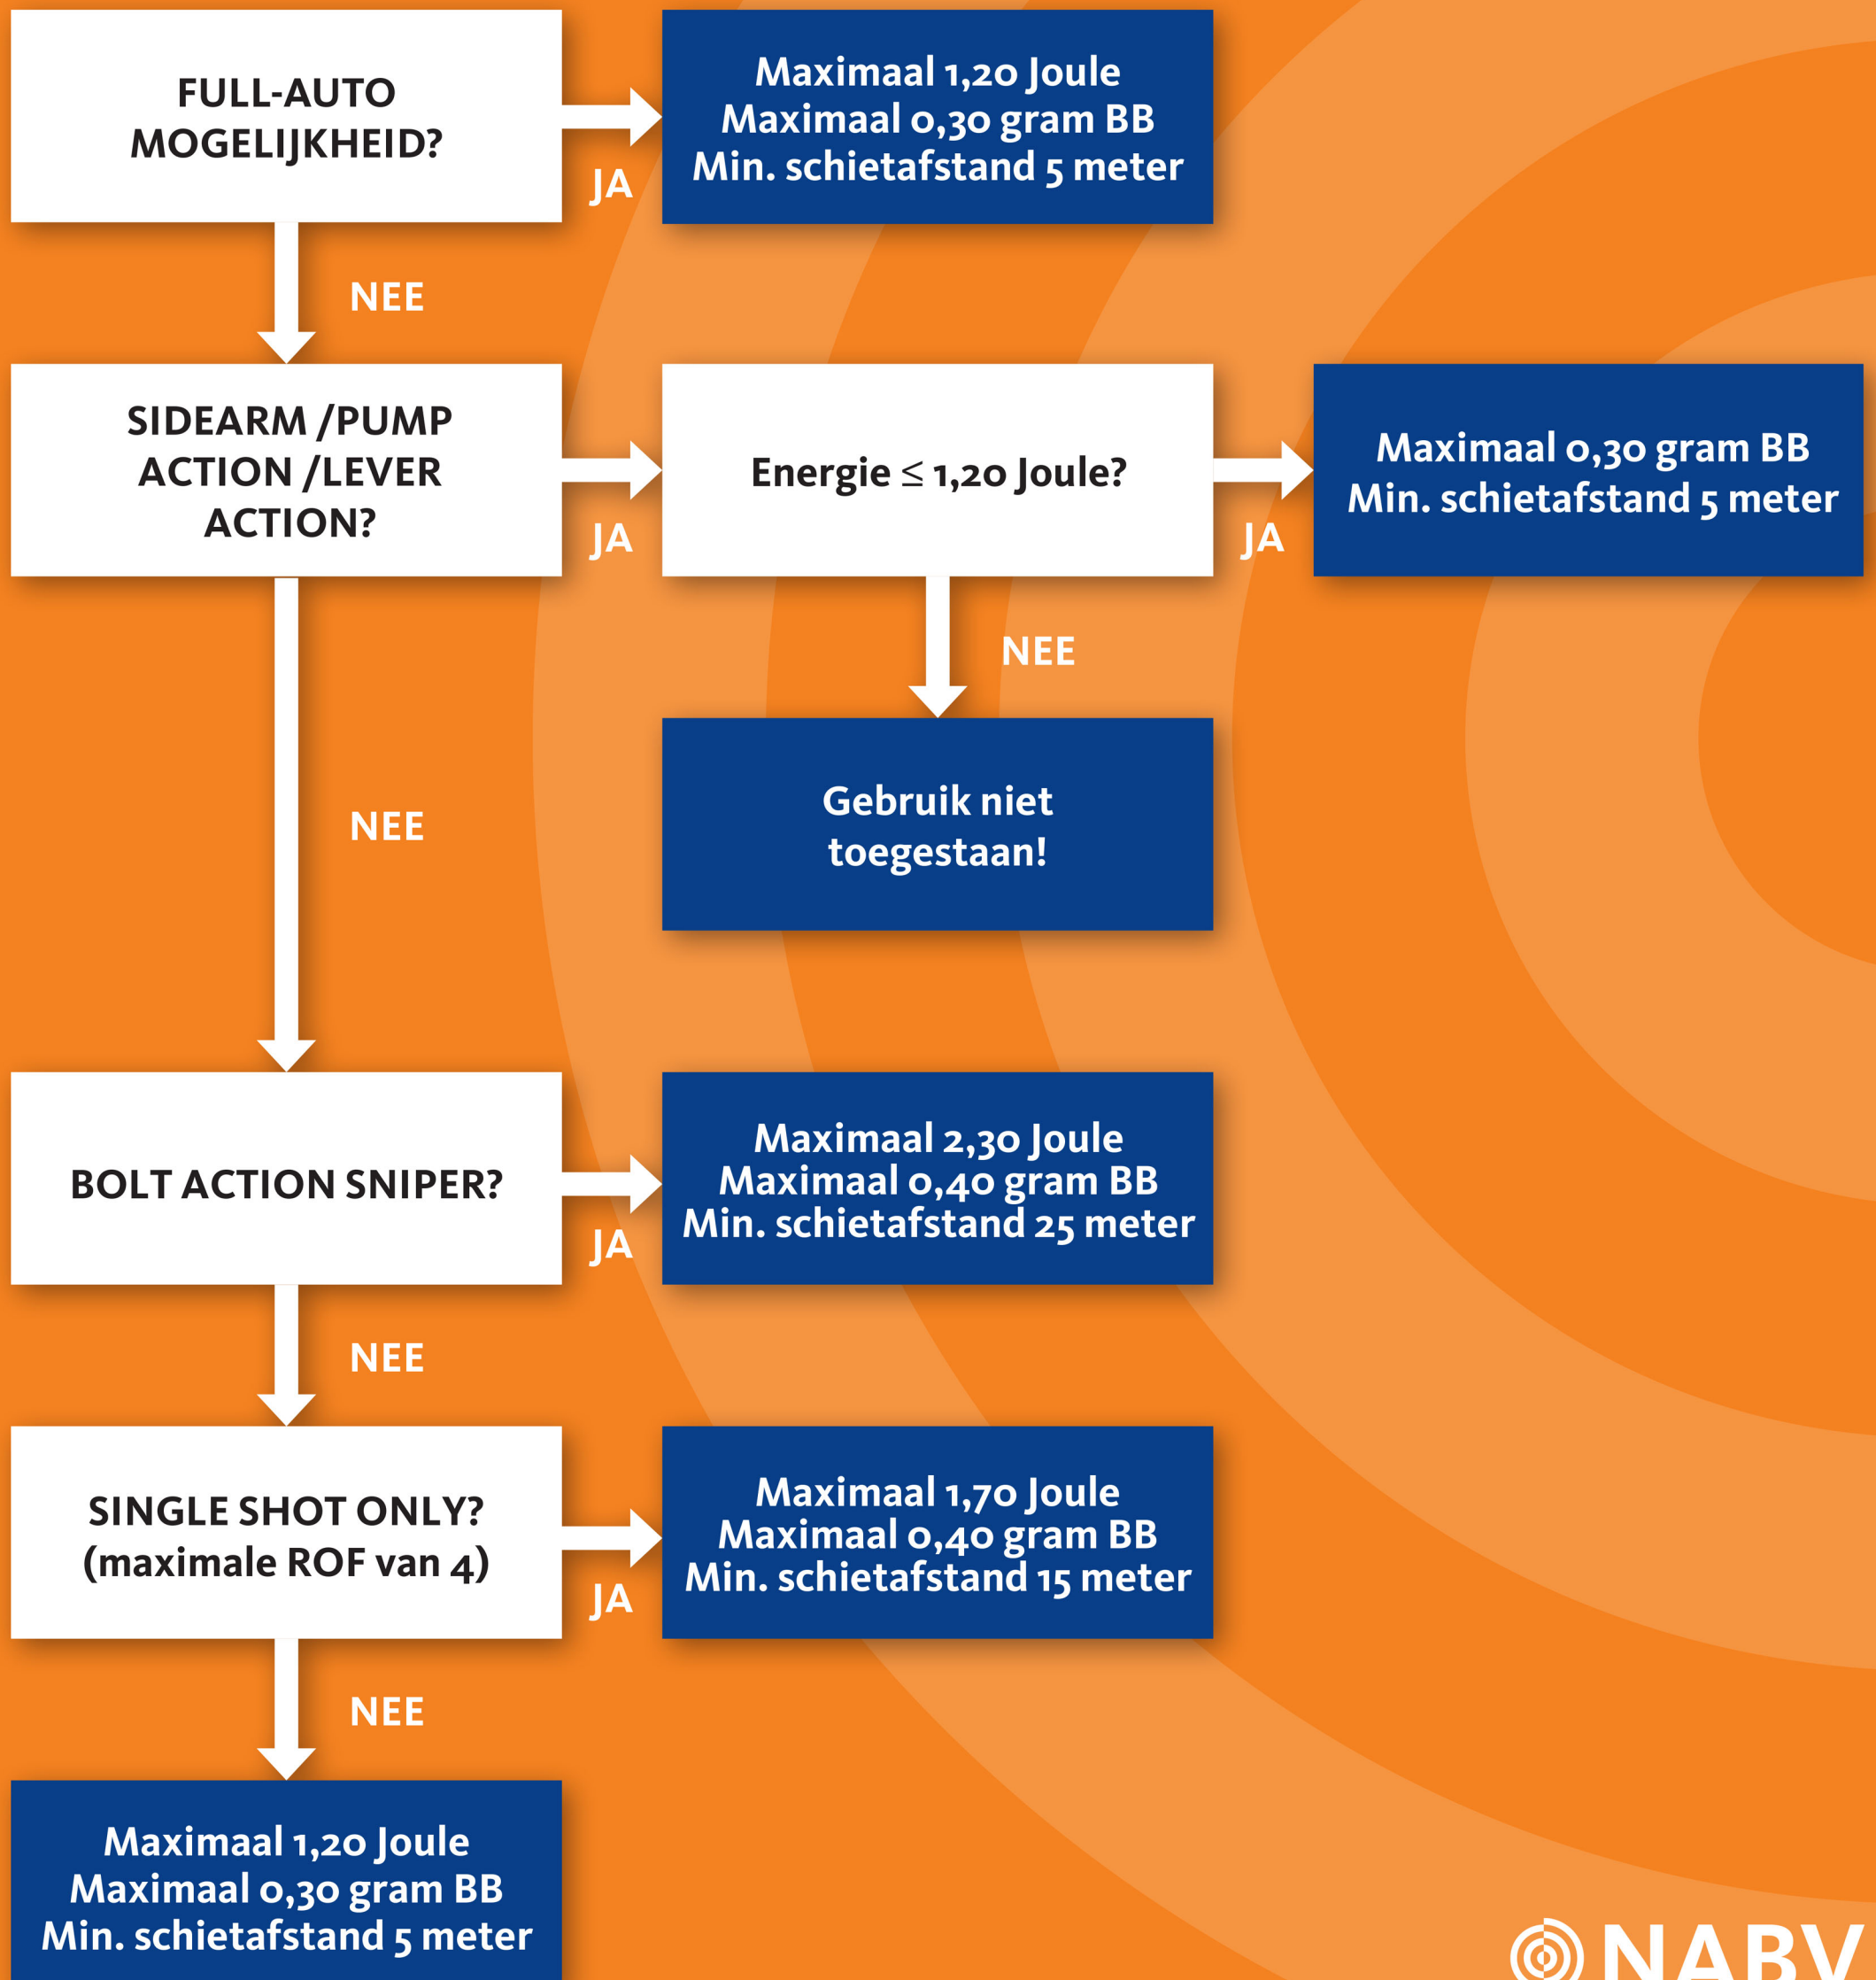 FULL-AUTO
MOGELIJKHEID?
JA
Maximaal 1,20 Joule
Maximaal 0,30 gram BB
Min. schietafstand 5 meter
NEE
SIDEARM /PUMP
ACTION /LEVER
ACTION?
JA
Energie ≤ 1,20 Joule?
JA
Maximaal 0,30 gram BB
Min. schietafstand 5 meter
NEE
Gebruik niet
toegestaan!
NEE
BOLT ACTION SNIPER?
JA
Maximaal 2,30 Joule
Maximaal 0,40 gram BB
Min. schietafstand 25 meter
NEE
SINGLE SHOT ONLY?
(maximale ROF van 4)
JA
Maximaal 1,70 Joule
Maximaal 0,40 gram BB
Min. schietafstand 15 meter
NEE
Maximaal 1,20 Joule
Maximaal 0,30 gram BB
Min. schietafstand 5 meter
NABV